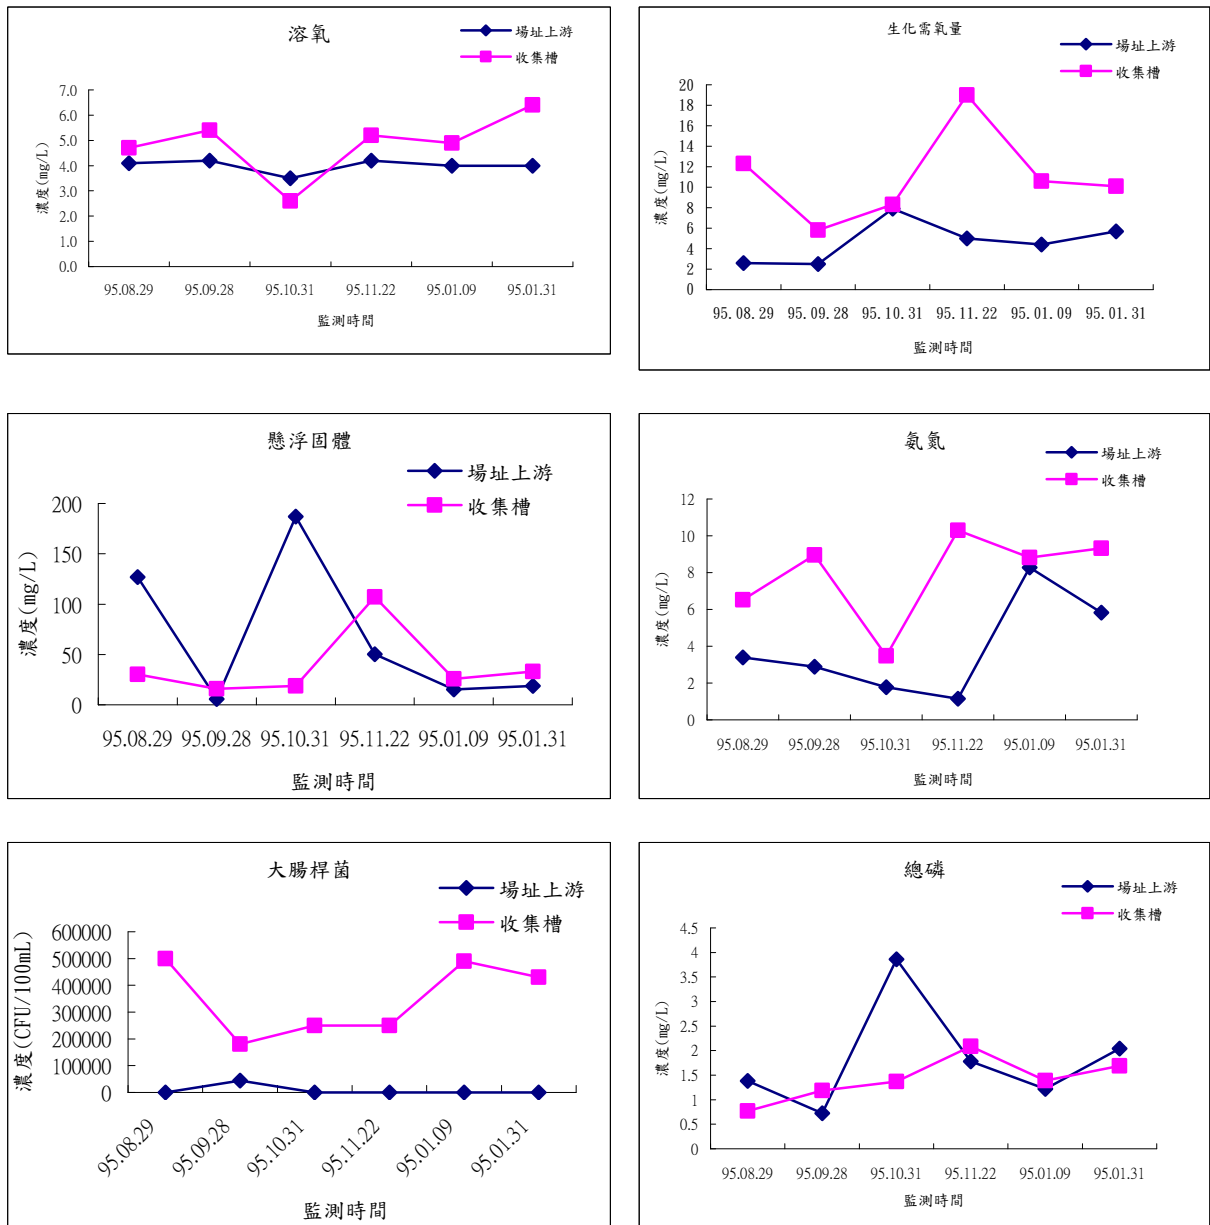 溶氧
場址上游
收集槽
7.0
6.0
5.0
4.0
3.0
2.0
1.0
0.0
濃度(mg/L)
95.08.29 95.09.28 95.10.31 95.11.22 95.01.09 95.01.31
監測時間
生化需氧量
場址上游
收集槽
20
18
16
14
12
10
8
6
4
2
0
濃度(mg/L)
95.08.29 95.09.28 95.10.31 95.11.22 95.01.09 95.01.31
監測時間
懸浮固體
場址上游
收集槽
200
150
100
50
0
濃度(mg/L)
95.08.29 95.09.28 95.10.31 95.11.22 95.01.09 95.01.31
監測時間
氨氮
場址上游
收集槽
12
10
8
6
4
2
0
濃度(mg/L)
95.08.29 95.09.28 95.10.31 95.11.22 95.01.09 95.01.31
監測時間
大腸桿菌
場址上游
收集槽
600000
500000
400000
300000
200000
100000
0
濃度(CFU/100mL)
95.08.29 95.09.28 95.10.31 95.11.22 95.01.09 95.01.31
監測時間
總磷
場址上游
收集槽
4.5
4
3.5
3
2.5
2
1.5
1
0.5
0
濃度(mg/L)
95.08.29 95.09.28 95.10.31 95.11.22 95.01.09 95.01.31
監測時間